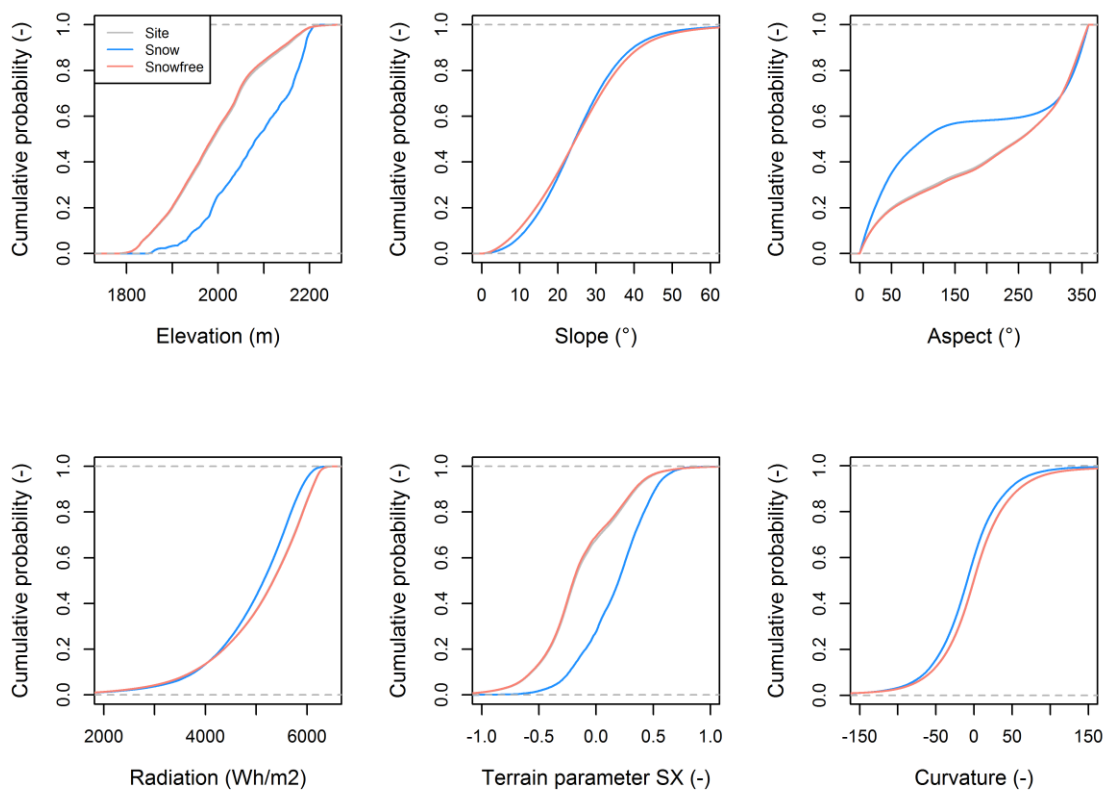 Cumulative probability (-)
0.0 0.2 0.4 0.6 0.8 1.0
Site
Snow
Snowfree
1800 2000 2200
Elevation (m)
Cumulative probability (-)
0.0 0.2 0.4 0.6 0.8 1.0
0 10 20 30 40 50 60
Slope (°)
Cumulative probability (-)
0.0 0.2 0.4 0.6 0.8 1.0
0 50 150 250 350
Aspect (°)
Cumulative probability (-)
0.0 0.2 0.4 0.6 0.8 1.0
2000 4000 6000
Radiation (Wh/m2)
Cumulative probability (-)
0.0 0.2 0.4 0.6 0.8 1.0
-1.0 -0.5 0.0 0.5 1.0
Terrain parameter SX (-)
Cumulative probability (-)
0.0 0.2 0.4 0.6 0.8 1.0
-150 -50 0 50 150
Curvature (-)